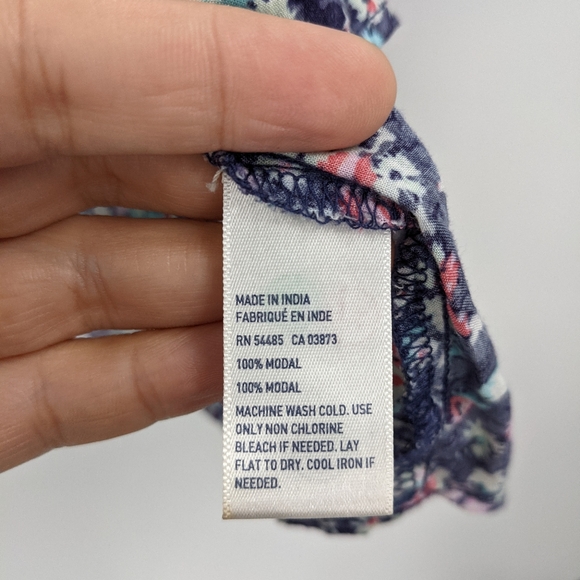 MADE IN INDIA
FABRIQUÉ EN INDE
RN 54485 CA 03873
100% MODAL
100% MODAL
MACHINE WASH COLD. USE
ONLY NON CHLORINE
BLEACH IF NEEDED. LAY
FLAT TO DRY. COOL IRON IF
NEEDED.